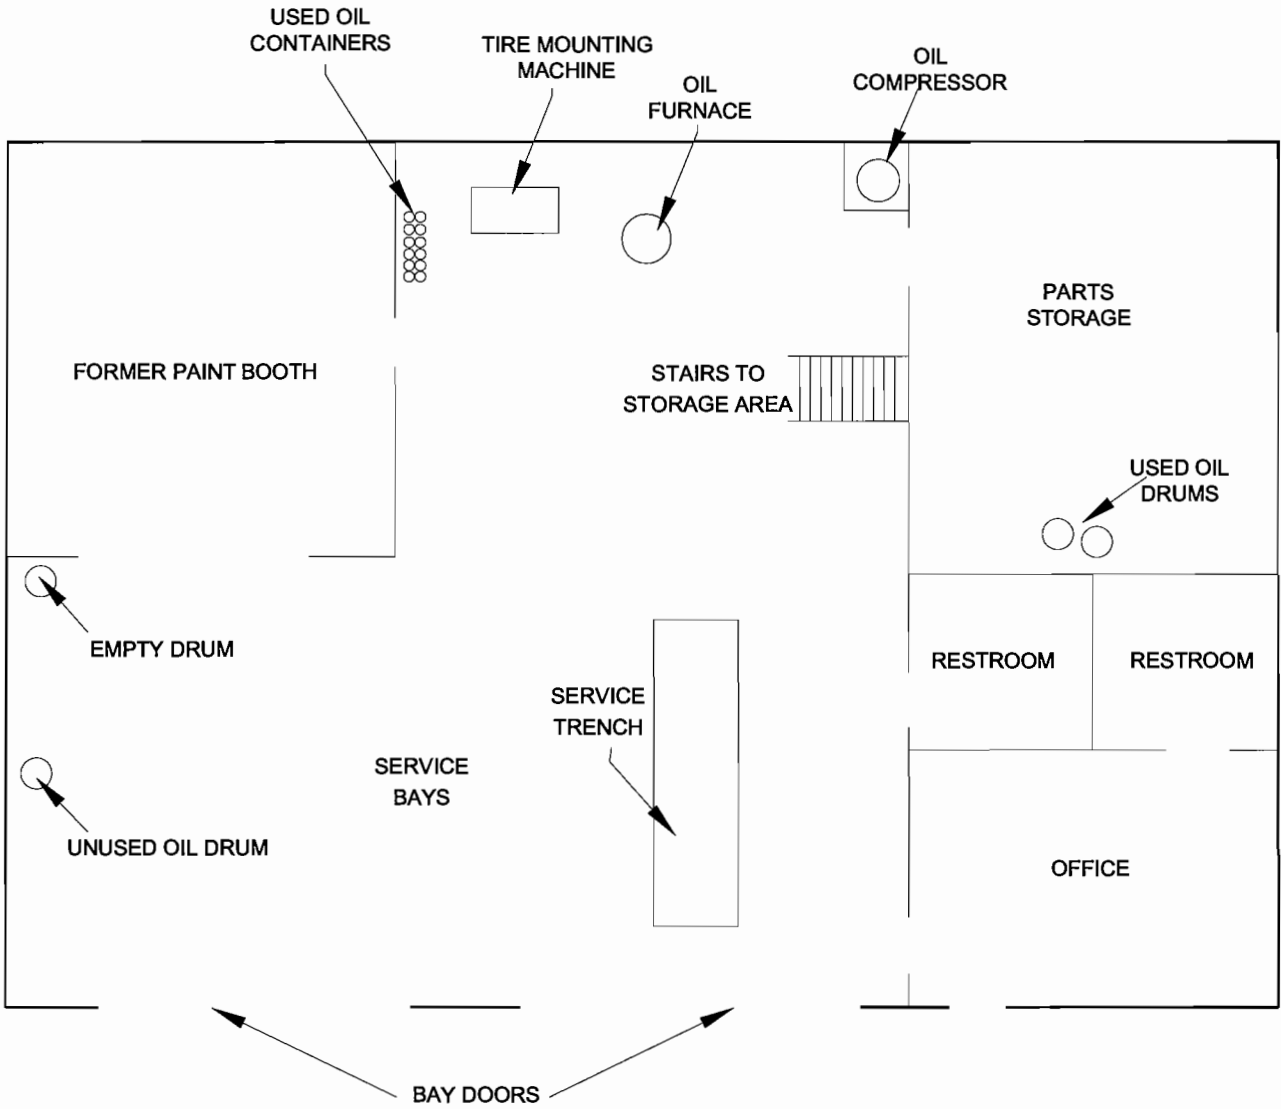 USED OIL
CONTAINERS
TIRE MOUNTING
MACHINE
OIL
FURNACE
OIL
COMPRESSOR
FORMER PAINT BOOTH
STAIRS TO
STORAGE AREA
PARTS
STORAGE
USED OIL
DRUMS
EMPTY DRUM
RESTROOM
RESTROOM
SERVICE
TRENCH
SERVICE
BAYS
UNUSED OIL DRUM
OFFICE
BAY DOORS